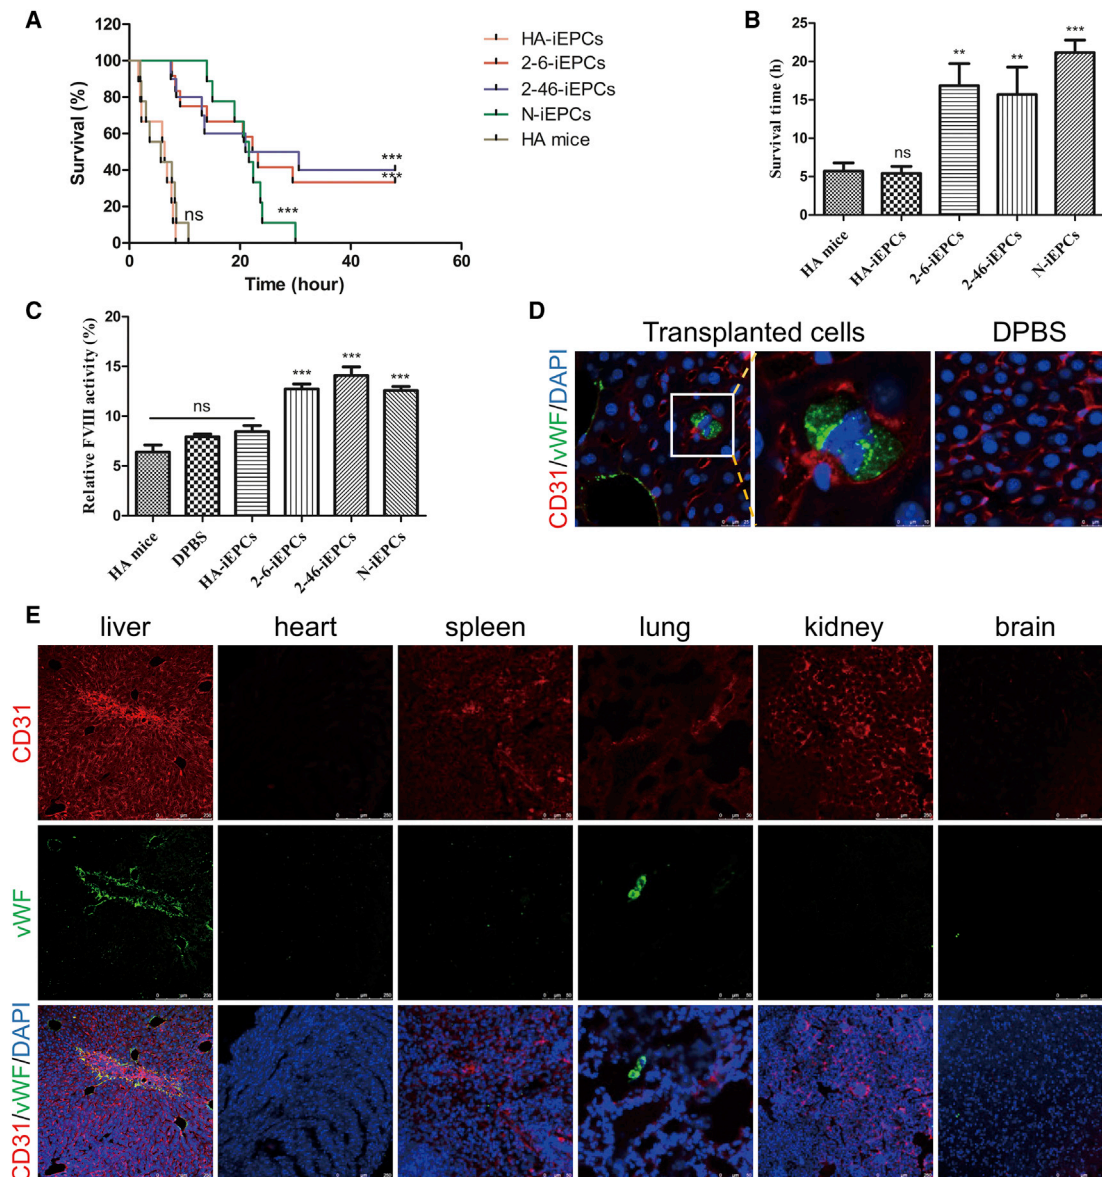 A
Survival (%)
120
100
80
60
40
20
0
0
20
40
60
Time (hour)
ns
***
***
***
HA-iEPCs
2-6-iEPCs
2-46-iEPCs
N-iEPCs
HA mice
B
Survival time (h)
25
20
15
10
5
0
ns
**
**
***
HA mice
HA-iEPCs
2-6-iEPCs
2-46-iEPCs
N-iEPCs
C
Relative FVIII activity (%)
20
15
10
5
0
ns
***
***
***
HA mice
DPBS
HA-iEPCs
2-6-iEPCs
2-46-iEPCs
N-iEPCs
D
Transplanted cells
DPBS
CD31/vWF/DAPI
E
liver
heart
spleen
lung
kidney
brain
CD31
vWF
CD31/vWF/DAPI